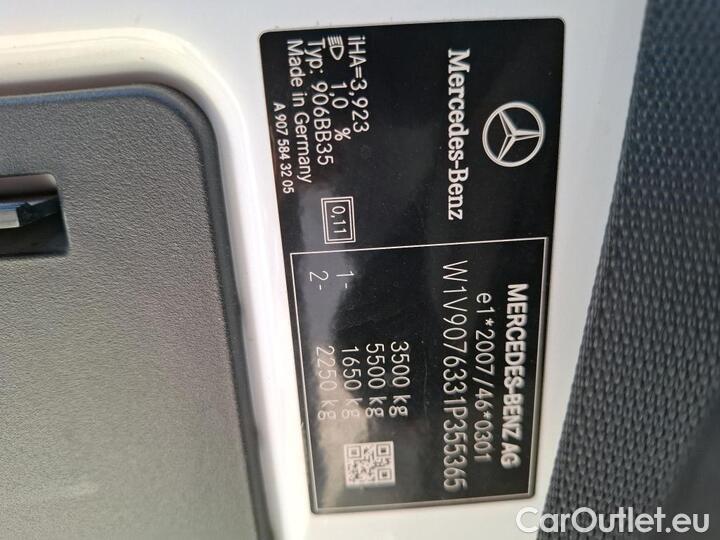 Mercedes-Benz
iHA=3,923
1,0 %
Typ: 906BB35
Made in Germany
A 907 584 32 05
0.11
MERCEDES-BENZ AG
e1*2007/46*0301
W1V9076331P355365
3500 kg
5500 kg
1- 1650 kg
2- 2250 kg
CarOutlet.eu